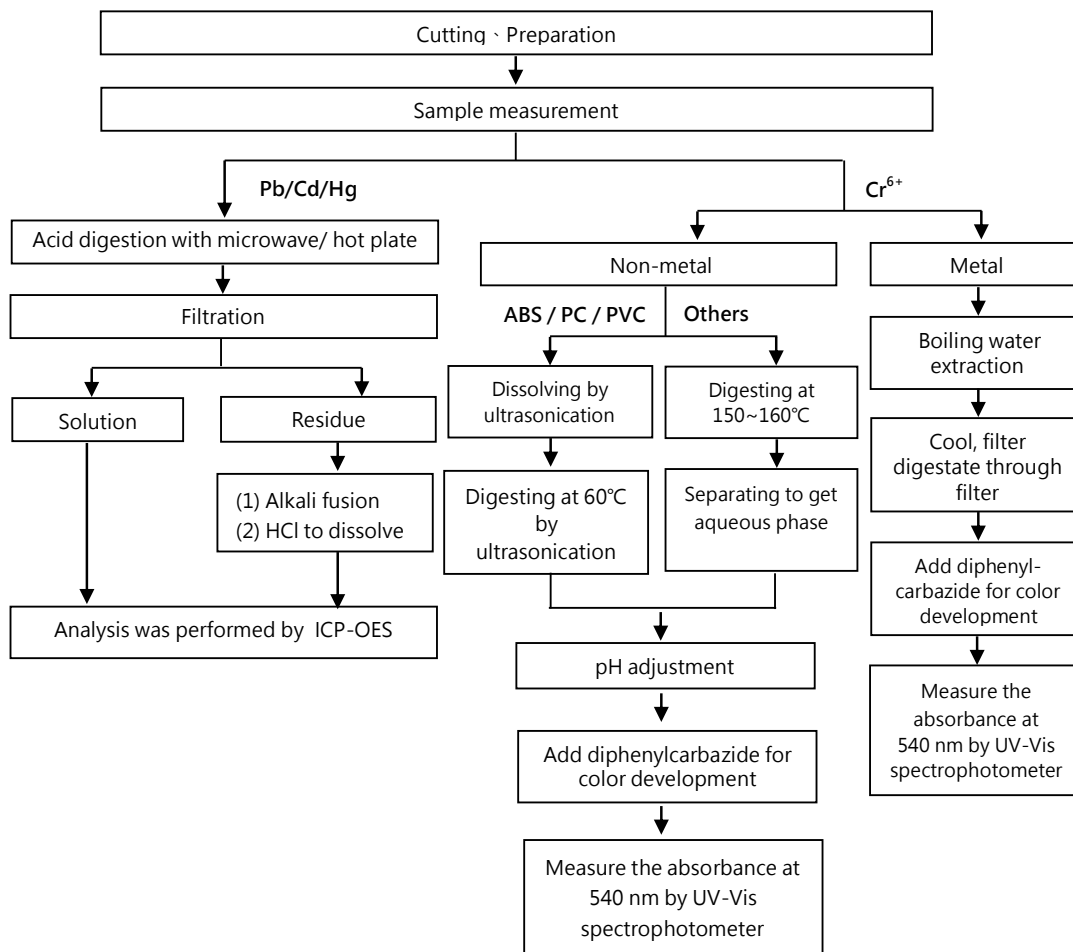 Cutting、Preparation
Sample measurement
Pb/Cd/Hg
Cr6+
Acid digestion with microwave/ hot plate
Filtration
Solution
Residue
(1) Alkali fusion
(2) HCl to dissolve
Analysis was performed by ICP-OES
Non-metal
ABS / PC / PVC
Others
Dissolving by
ultrasonication
Digesting at
150~160℃
Digesting at 60℃
by
ultrasonication
Separating to get
aqueous phase
pH adjustment
Add diphenylcarbazide for
color development
Measure the absorbance at
540 nm by UV-Vis
spectrophotometer
Metal
Boiling water
extraction
Cool, filter
digestate through
filter
Add diphenyl-
carbazide for color
development
Measure the
absorbance at
540 nm by UV-Vis
spectrophotometer